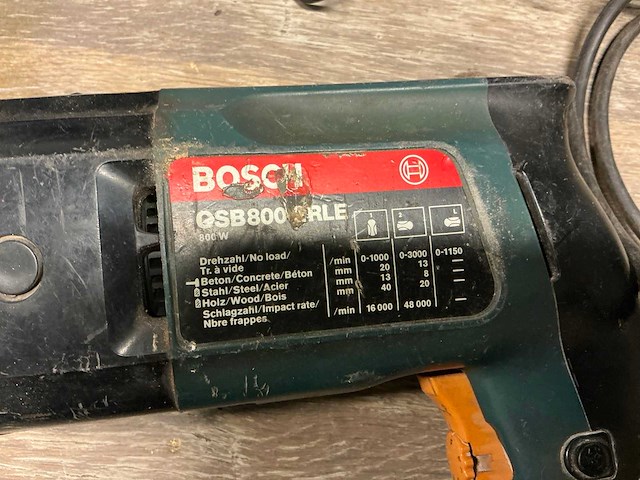 BOSCH
CSB800-2RLE
800 W
Drehzahl/No load/
Tr. à vide /min 0-1000 0-3000 0-1150
Beton/Concrete/Béton mm 20 13 —
Stahl/Steel/Acier mm 13 8 —
Holz/Wood/Bois mm 40 20 —
Schlagzahl/Impact rate/
Nbre frappes /min 16 000 48 000 —